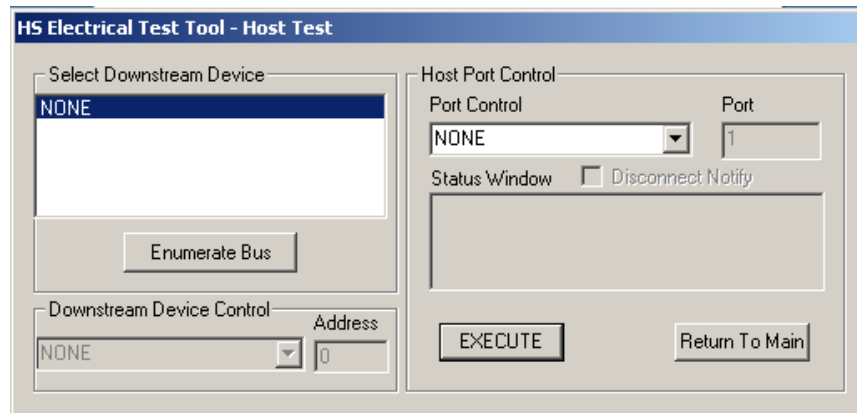 HS Electrical Test Tool - Host Test
Select Downstream Device
NONE
Enumerate Bus
Downstream Device Control
Address
NONE
0
Host Port Control
Port Control
Port
NONE
1
Status Window
Disconnect Notify
EXECUTE
Return To Main